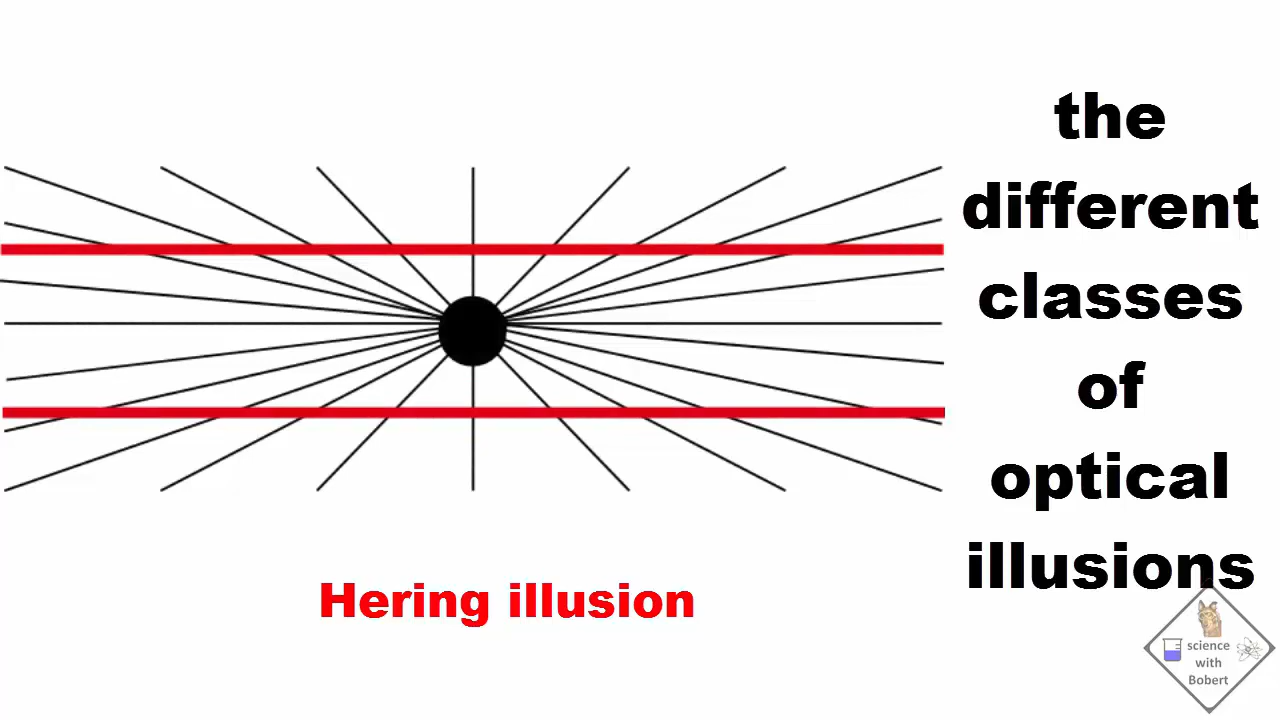 the
different
classes
of
optical
illusions
Hering illusion
science
with
Bobert